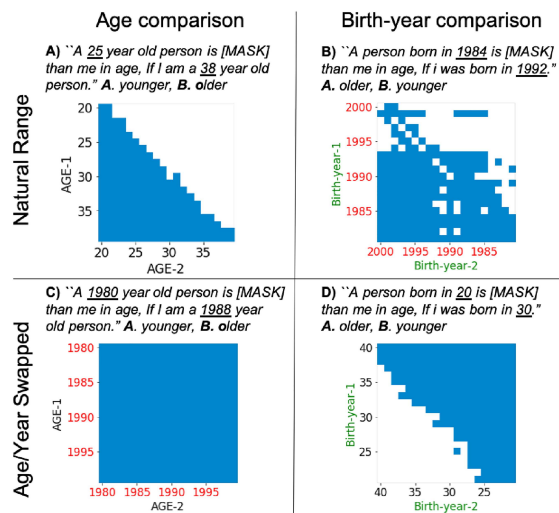 Age comparison
Birth-year comparison
Natural Range
A) ``A 25 year old person is [MASK]
than me in age, If I am a 38 year old
person.” A. younger, B. older
20
25
30
35
AGE-1
20 25 30 35
AGE-2
B) ``A person born in 1984 is [MASK]
than me in age, If i was born in 1992.”
A. older, B. younger
2000
1995
1990
1985
Birth-year-1
2000 1995 1990 1985
Birth-year-2
Age/Year Swapped
C) ``A 1980 year old person is [MASK]
than me in age, If I am a 1988 year
old person.” A. younger, B. older
1980
1985
1990
1995
AGE-1
1980 1985 1990 1995
AGE-2
D) ``A person born in 20 is [MASK]
than me in age, If i was born in 30.”
A. older, B. younger
40
35
30
25
Birth-year-1
40 35 30 25
Birth-year-2